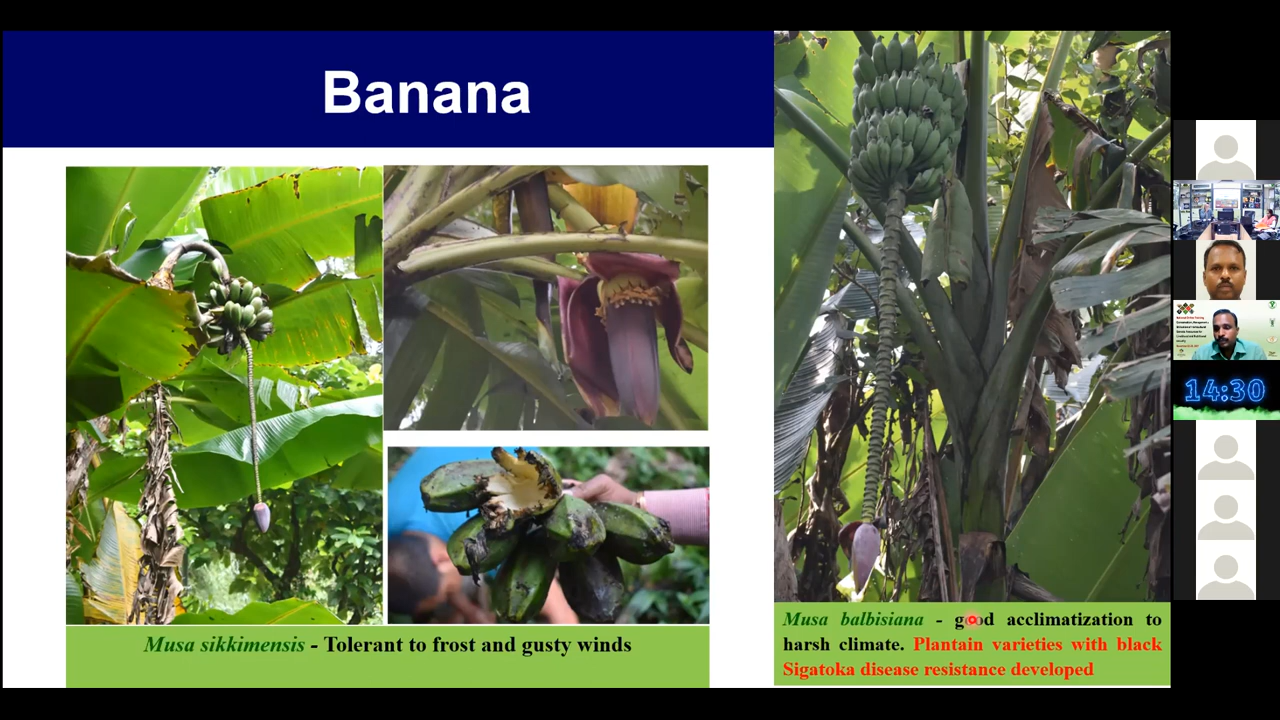 Banana
Musa sikkimensis - Tolerant to frost and gusty winds
Musa balbisiana - good acclimatization to
harsh climate. Plantain varieties with black
Sigatoka disease resistance developed
14:30